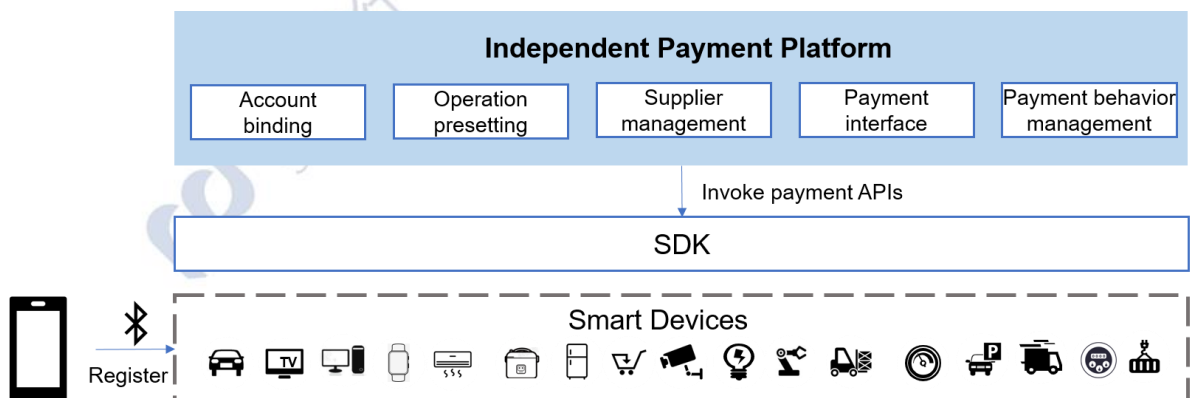 Independent Payment Platform
Account
binding
Operation
presetting
Supplier
management
Payment
interface
Payment behavior
management
Invoke payment APIs
SDK
Smart Devices
TV
P
Register